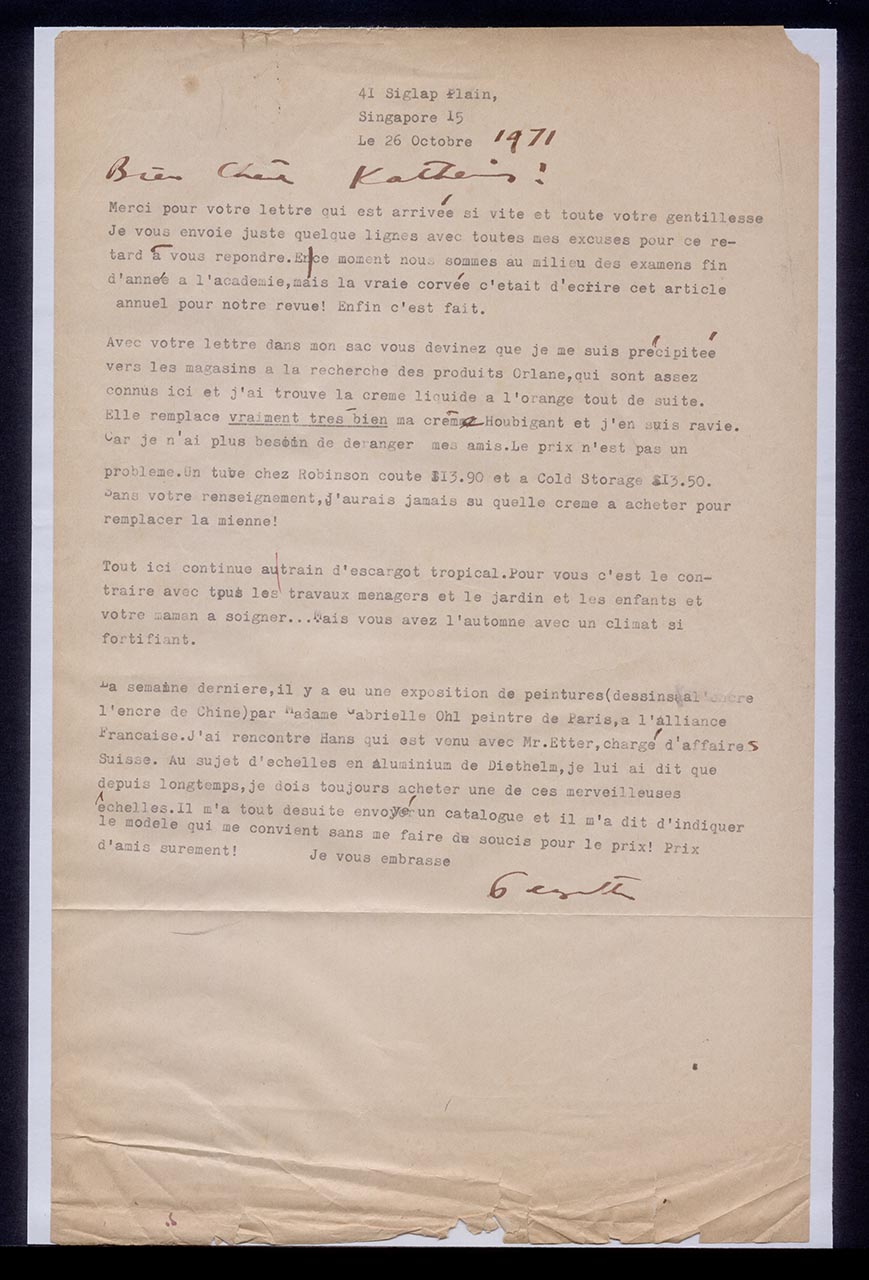 41 Siglap Plain,
Singapore 15
Le 26 Octobre 1971
Bien Chère
Merci pour votre lettre qui est arrivée si vite et toute votre gentillesse
Je vous envoie juste quelque lignes avec toutes mes excuses pour ce re-
tard à vous repondre.En ce moment nous sommes au milieu des examens fin
d'année a l'academie,mais la vraie corvée c'etait d'ecrire cet article
annuel pour notre revue! Enfin c'est fait.
Avec votre lettre dans mon sac vous devinez que je me suis précipiteé
vers les magasins a la recherche des produits Orlane,qui sont assez
connus ici et j'ai trouve la creme liquide a l'orange tout de suite.
Elle remplace vraiment tres bien ma crème Houbigant et j'en suis ravie.
Car je n'ai plus besoin de deranger mes amis.Le prix n'est pas un
probleme.Un tube chez Robinson coute $13.90 et a Cold Storage $13.50.
Sans votre renseignement,j'aurais jamais su quelle creme a acheter pour
remplacer la mienne!
Tout ici continue au train d'escargot tropical.Pour vous c'est le con-
traire avec tous les travaux menagers et le jardin et les enfants et
votre maman a soigner...Mais vous avez l'automne avec un climat si
fortifiant.
La semaine derniere,il y a eu une exposition de peintures(dessins a l'encre
l'encre de Chine)par Madame Gabrielle Ohl peintre de Paris,a l'Alliance
Francaise.J'ai rencontre Hans qui est venu avec Mr.Etter,chargé d'affaires
Suisse. Au sujet d'echelles en Aluminium de Diethelm,je lui ai dit que
depuis longtemps,je dois toujours acheter une de ces merveilleuses
échelles.Il m'a tout desuite envoyé un catalogue et il m'a dit d'indiquer
le modele qui me convient sans me faire de soucis pour le prix! Prix
d'amis surement! Je vous embrasse